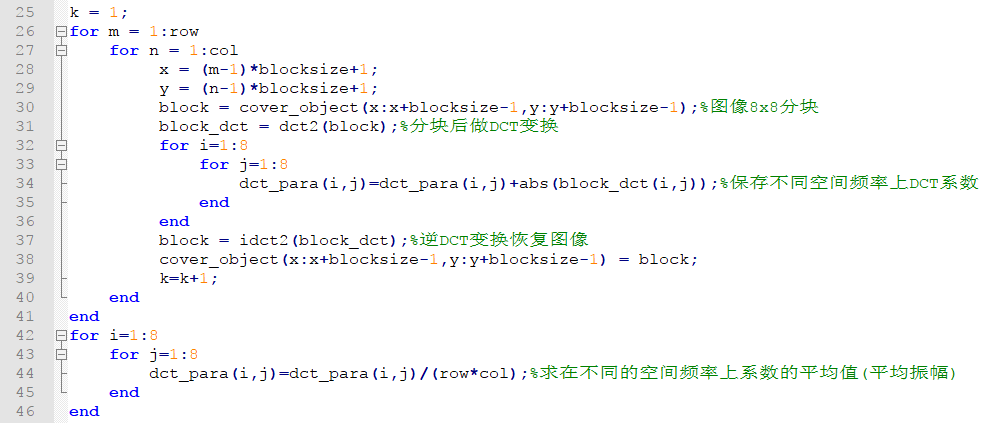 25 k = 1;
26 for m = 1:row
27 for n = 1:col
28 x = (m-1)*blocksize+1;
29 y = (n-1)*blocksize+1;
30 block = cover_object(x:x+blocksize-1,y:y+blocksize-1);%图像8x8分块
31 block_dct = dct2(block);%分块后做DCT变换
32 for i=1:8
33 for j=1:8
34 dct_para(i,j)=dct_para(i,j)+abs(block_dct(i,j));%保存不同空间频率上DCT系数
35 end
36 end
37 block = idct2(block_dct);%逆DCT变换恢复图像
38 cover_object(x:x+blocksize-1,y:y+blocksize-1) = block;
39 k=k+1;
40 end
41 end
42 for i=1:8
43 for j=1:8
44 dct_para(i,j)=dct_para(i,j)/(row*col);%求在不同的空间频率上系数的平均值(平均振幅)
45 end
46 end